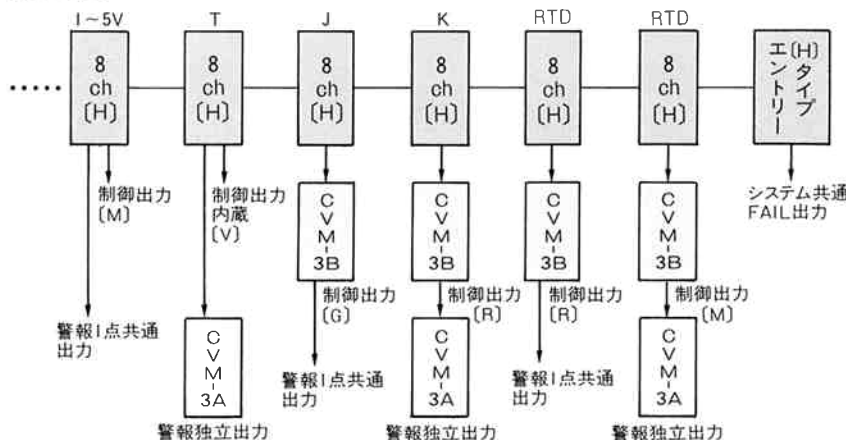 1~5V
T
J
K
RTD
RTD
8
ch
〔H〕
8
ch
〔H〕
8
ch
〔H〕
8
ch
〔H〕
8
ch
〔H〕
8
ch
〔H〕
〔H〕タイプ
エントリー
制御出力
〔M〕
制御出力
内蔵
〔V〕
CVM-3B
CVM-3B
CVM-3B
CVM-3B
システム共通
FAIL出力
制御出力
〔G〕
制御出力
〔R〕
制御出力
〔R〕
制御出力
〔M〕
警報1点共通
出力
CVM-3A
警報1点共通
出力
CVM-3A
警報1点共通
出力
CVM-3A
警報独立出力
警報独立出力
警報独立出力